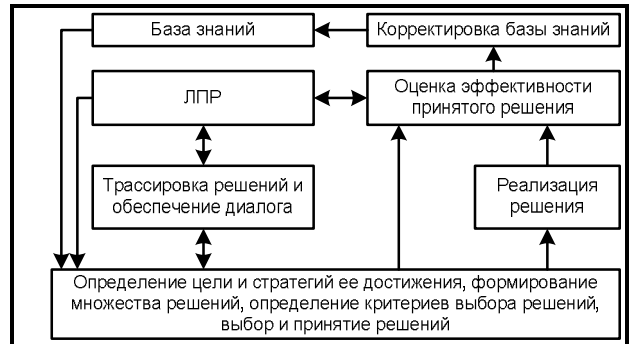 База знаний
Корректировка базы знаний
ЛПР
Оценка эффективности
принятого решения
Трассировка решений и
обеспечение диалога
Реализация
решения
Определение цели и стратегий ее достижения, формирование
множества решений, определение критериев выбора решений,
выбор и принятие решений